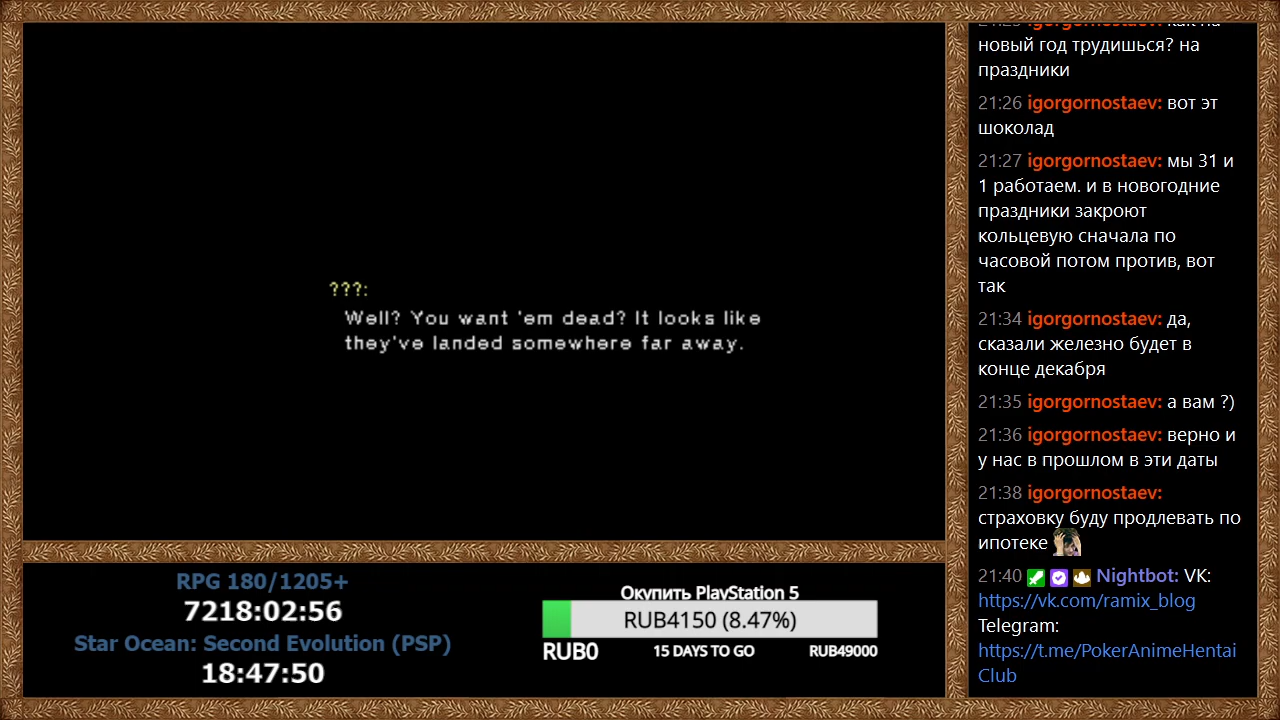 ???:
Well? You want 'em dead? It looks like
they've landed somewhere far away.
RPG 180/1205+
7218:02:56
Star Ocean: Second Evolution (PSP)
18:47:50
Окупить PlayStation 5
RUB4150 (8.47%)
RUB0
15 DAYS TO GO
RUB49000
новый год трудишься? на
праздники
21:26 igorgornostaev: вот эт
шоколад
21:27 igorgornostaev: мы 31 и
1 работаем. и в новогодние
праздники закроют
кольцевую сначала по
часовой потом против, вот
так
21:34 igorgornostaev: да,
сказали железно будет в
конце декабря
21:35 igorgornostaev: а вам ?)
21:36 igorgornostaev: верно и
у нас в прошлом в эти даты
21:38 igorgornostaev:
страховку буду продлевать по
ипотеке
21:40 Nightbot: VK:
https://vk.com/ramix_blog
Telegram:
https://t.me/PokerAnimeHentai
Club